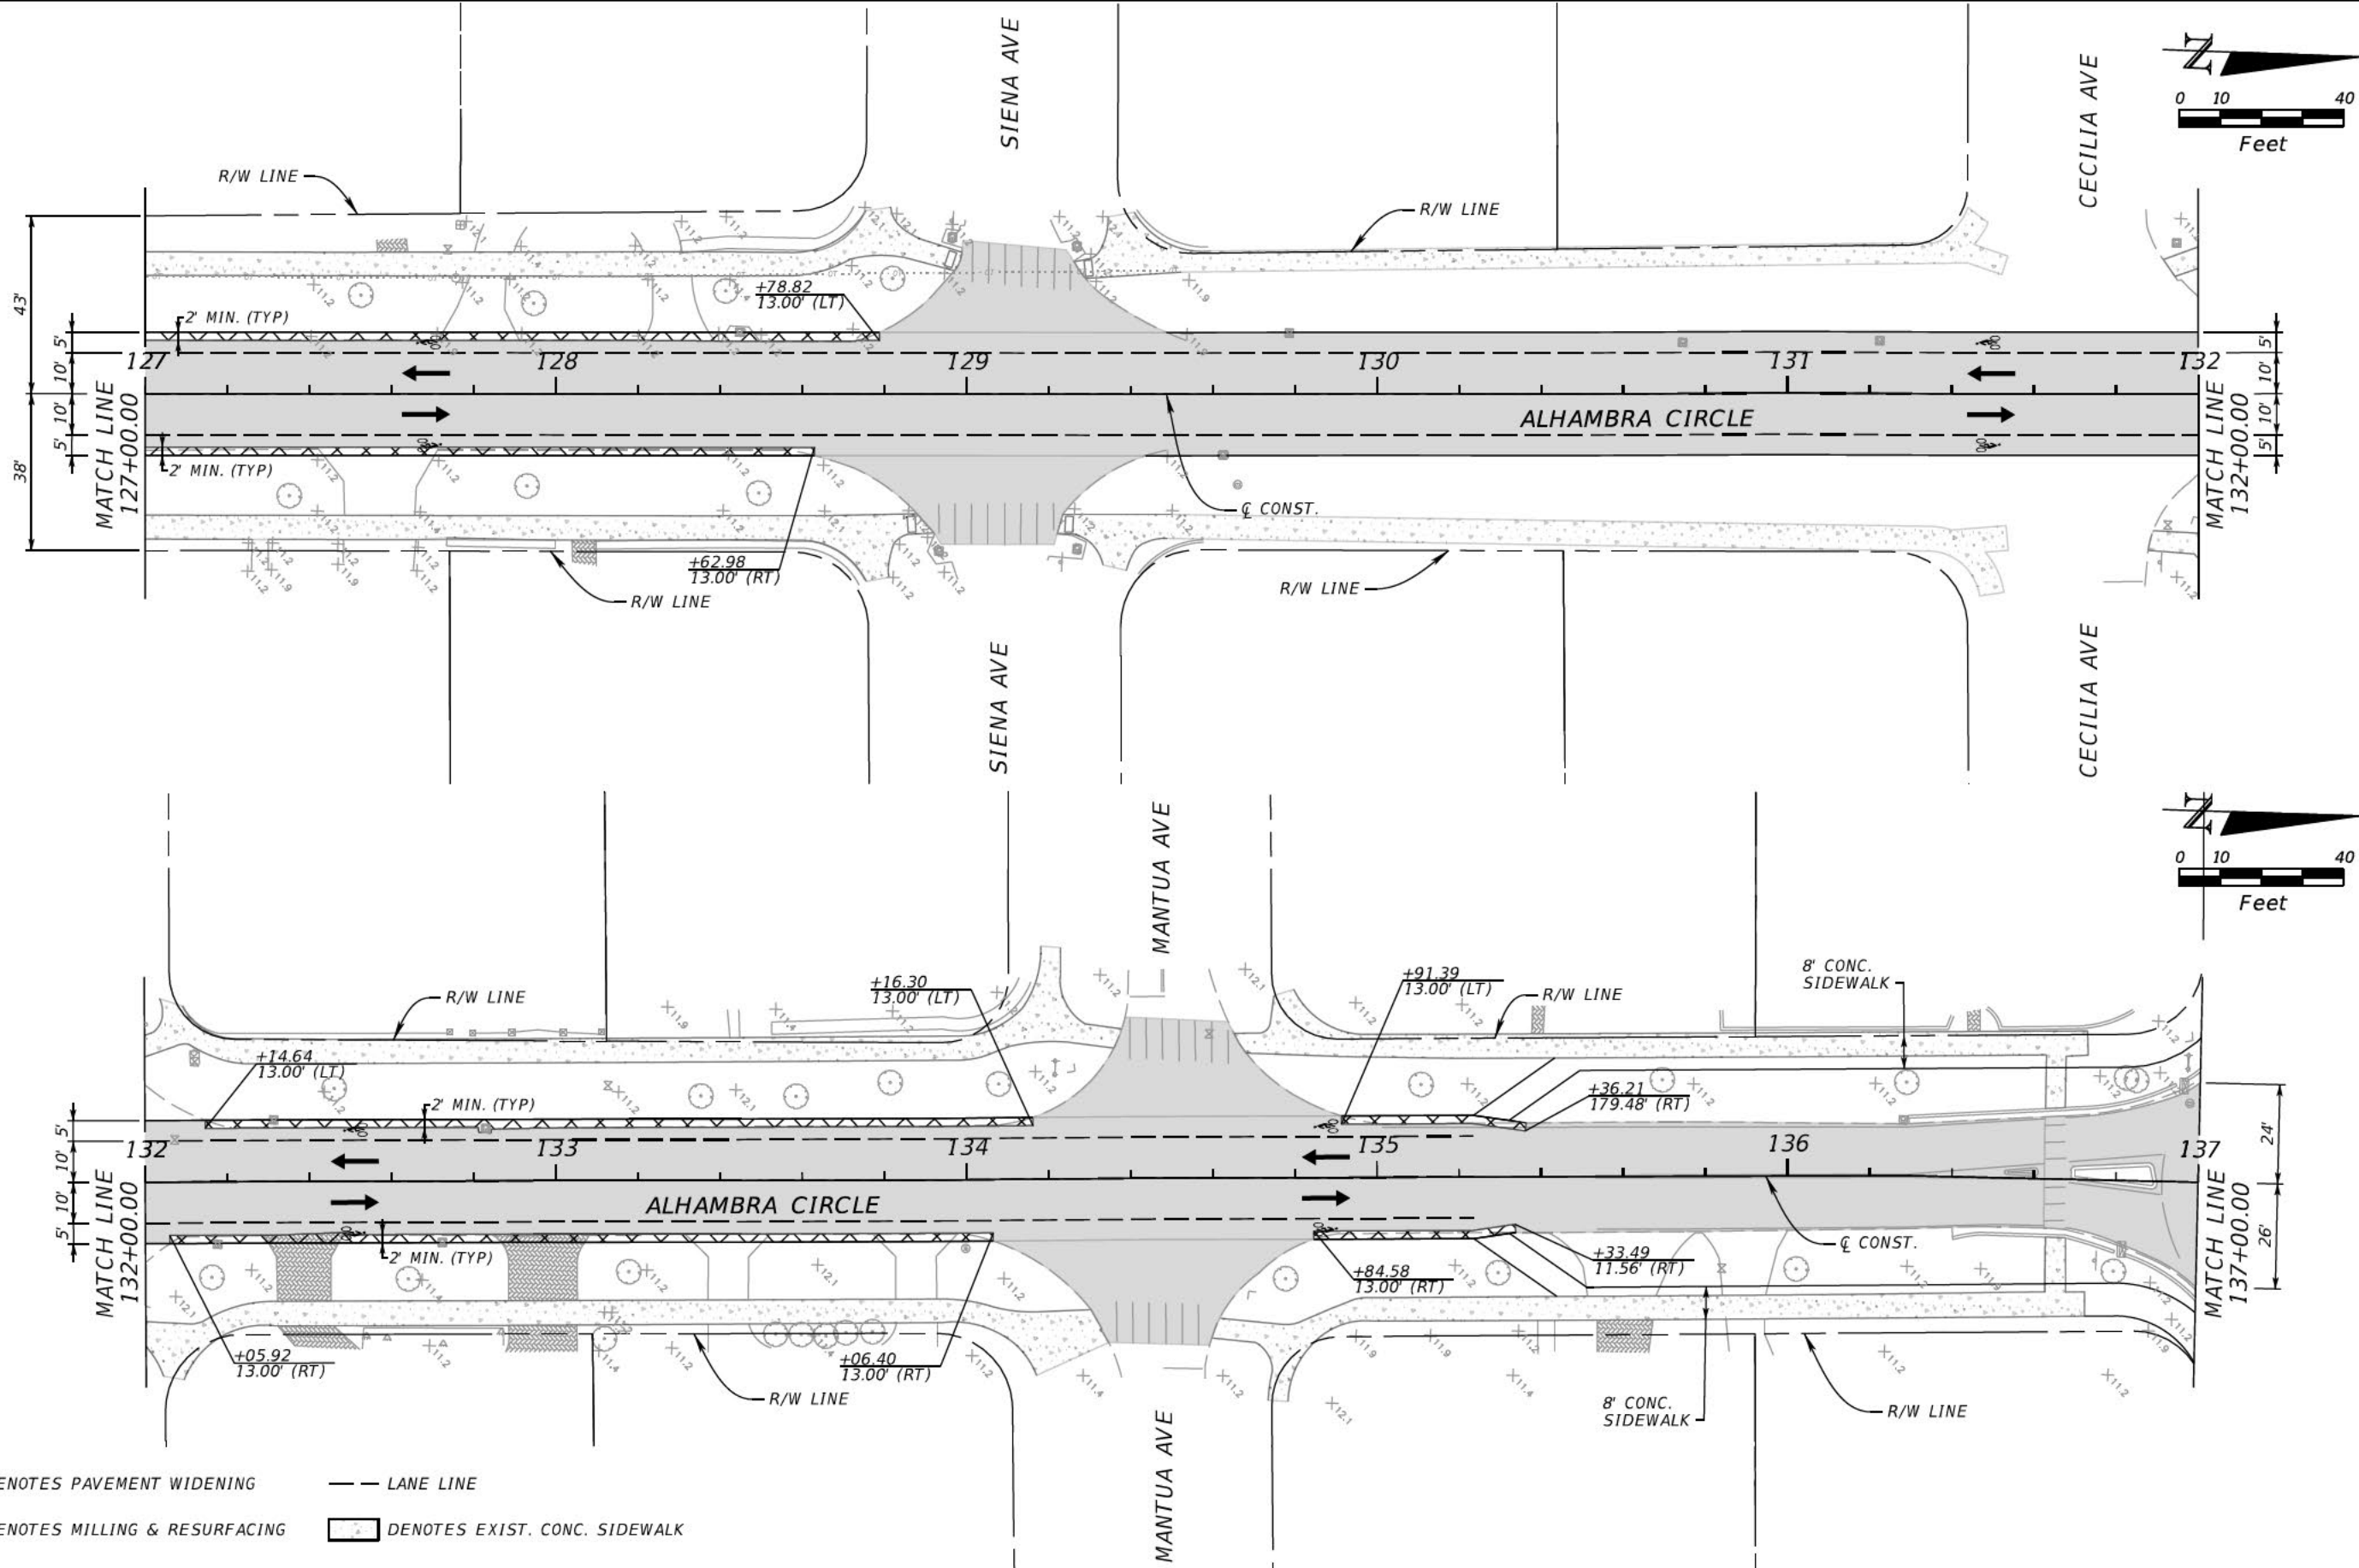 SIENA AVE
CECILIA AVE
N
0 10 40
Feet
R/W LINE
R/W LINE
43'
+78.82
13.00' (LT)
2' MIN. (TYP)
5'
10'
127 128 129 130 131 132
5'
10'
MATCH LINE
127+00.00
10'
5'
38'
ALHAMBRA CIRCLE
10'
5'
MATCH LINE
132+00.00
2' MIN. (TYP)
℄ CONST.
+62.98
13.00' (RT)
R/W LINE
R/W LINE
SIENA AVE
CECILIA AVE
MANTUA AVE
N
0 10 40
Feet
R/W LINE
+16.30
13.00' (LT)
+91.39
13.00' (LT)
R/W LINE
8' CONC.
SIDEWALK
+14.64
13.00' (LT)
2' MIN. (TYP)
+36.21
179.48' (RT)
5'
10'
132 133 134 135 136 137
24'
MATCH LINE
132+00.00
10'
5'
ALHAMBRA CIRCLE
26'
MATCH LINE
137+00.00
2' MIN. (TYP)
℄ CONST.
+33.49
11.56' (RT)
+84.58
13.00' (RT)
+05.92
13.00' (RT)
+06.40
13.00' (RT)
R/W LINE
8' CONC.
SIDEWALK
R/W LINE
MANTUA AVE
ENOTES PAVEMENT WIDENING
LANE LINE
ENOTES MILLING & RESURFACING
DENOTES EXIST. CONC. SIDEWALK